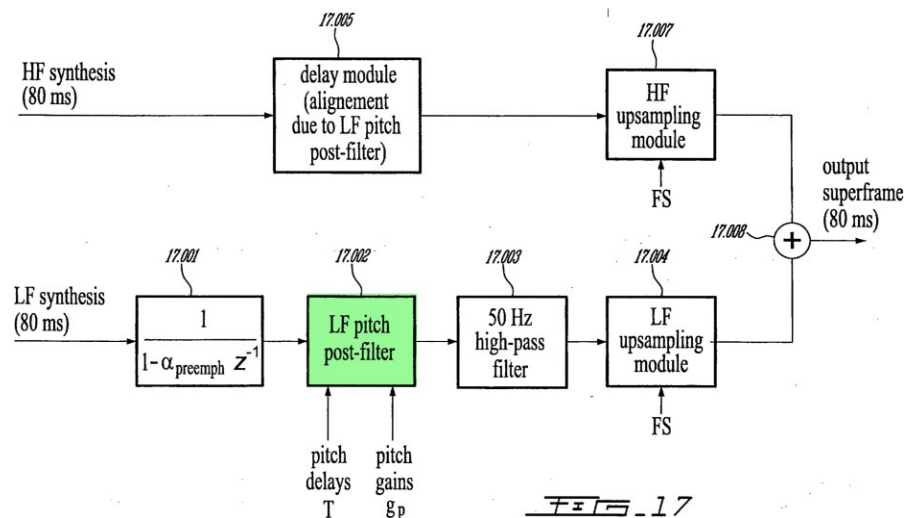 17.005
17.007
HF synthesis
(80 ms)
delay module
(alignement
due to LF pitch
post-filter)
HF
upsampling
module
FS
output
superframe
(80 ms)
17.008
+
17.001
17.002
17.003
17.004
LF synthesis
(80 ms)
1
1-αpreemph z⁻¹
LF pitch
post-filter
50 Hz
high-pass
filter
LF
upsampling
module
FS
pitch
delays
T
pitch
gains
gp
FIG_17